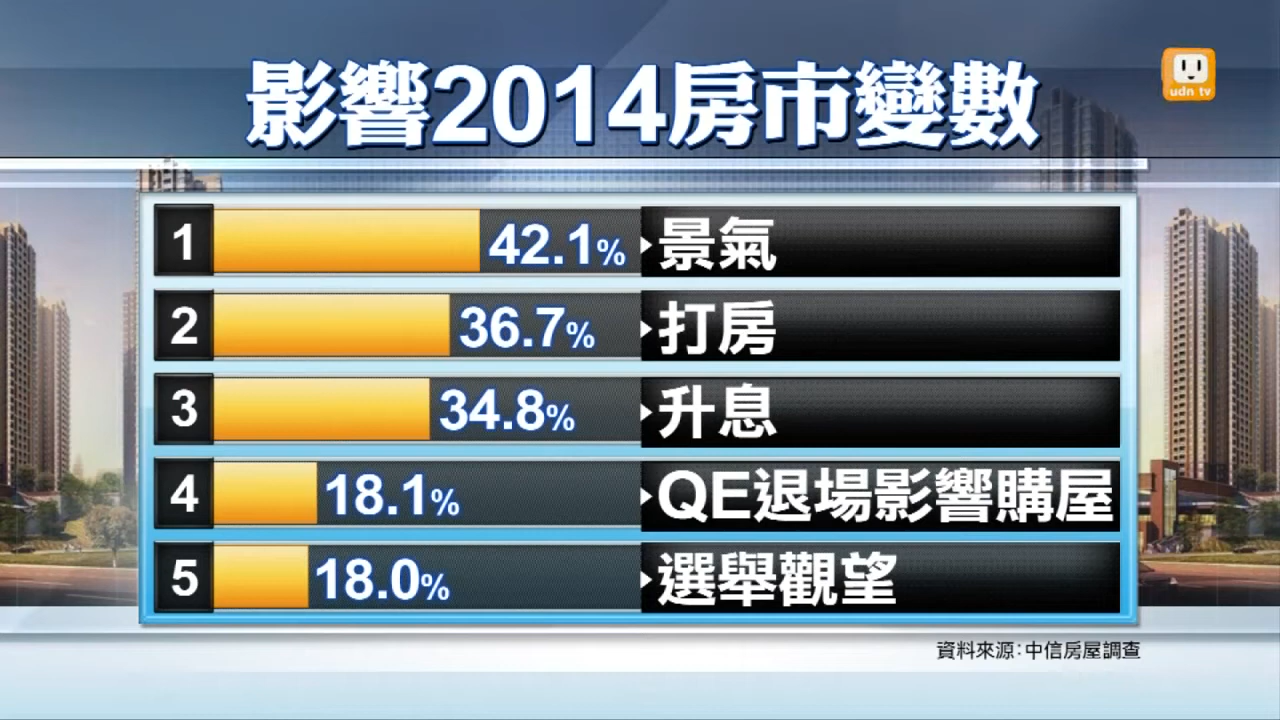 影響2014房市變數
udn tv
1 42.1% 景氣
2 36.7% 打房
3 34.8% 升息
4 18.1% QE退場影響購屋
5 18.0% 選舉觀望
資料來源:中信房屋調查